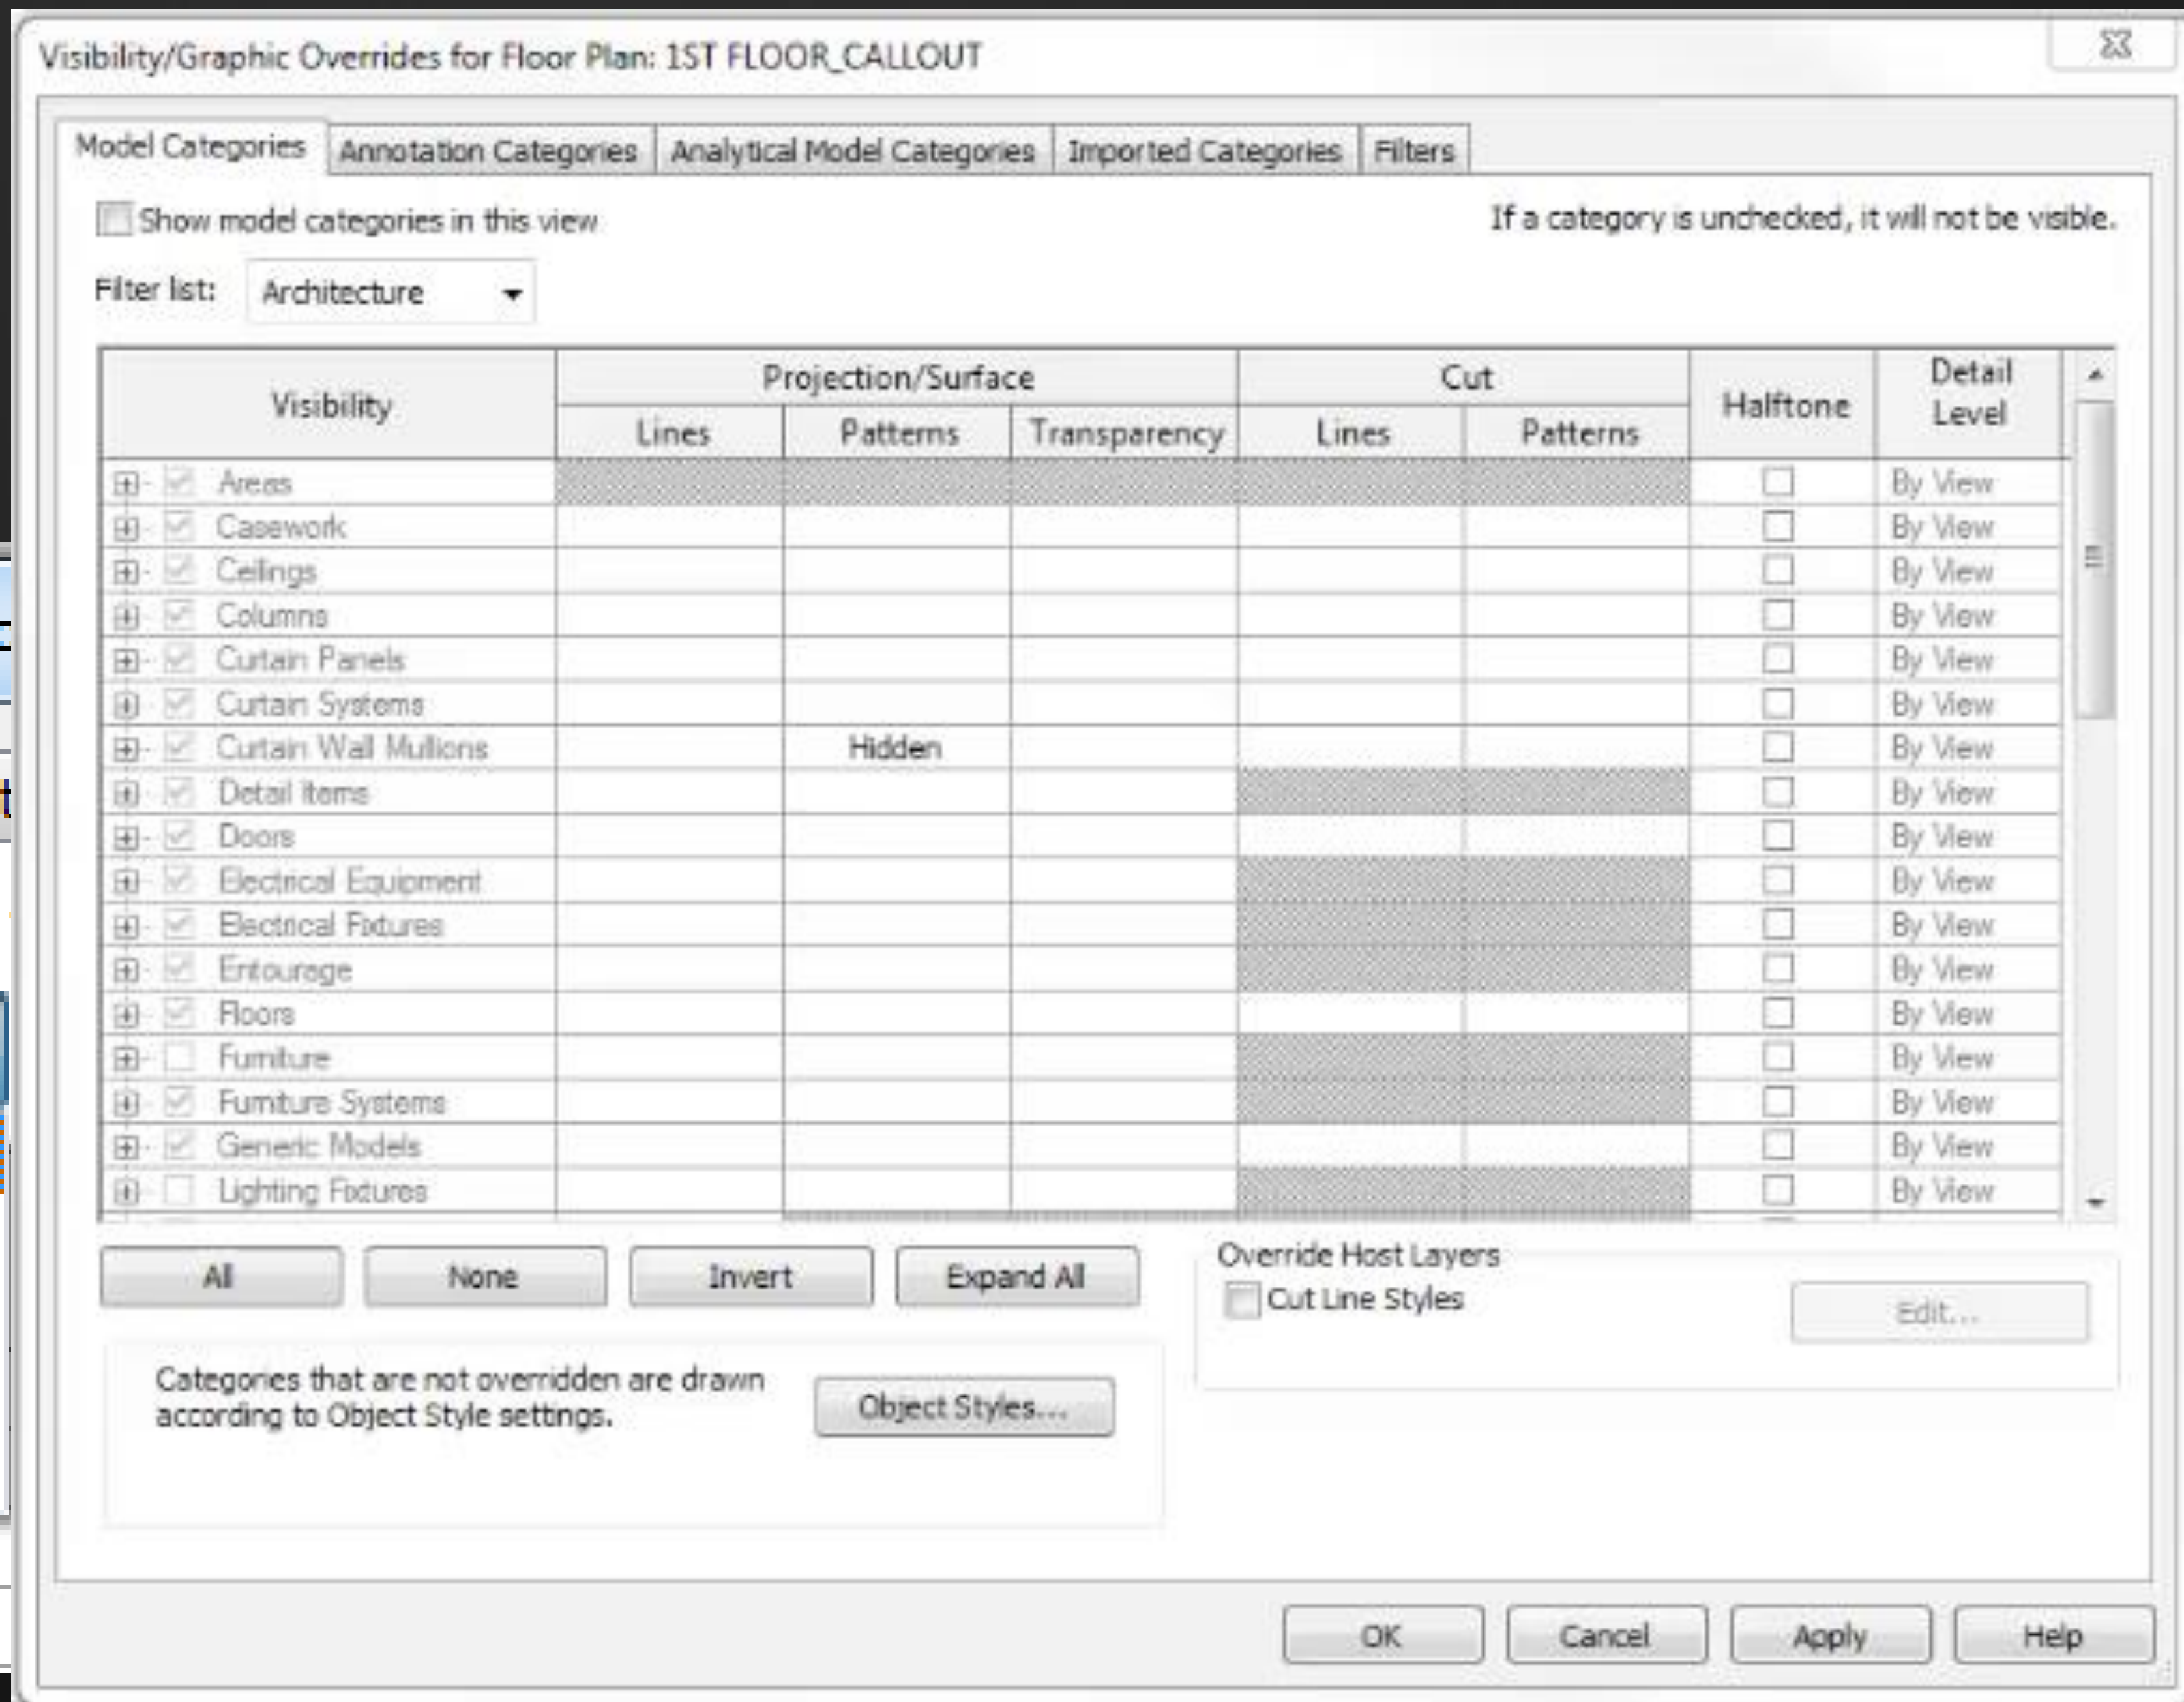 Visibility/Graphic Overrides for Floor Plan: 1ST FLOOR_CALLOUT
Model Categories Annotation Categories Analytical Model Categories Imported Categories Filters
Show model categories in this view
If a category is unchecked, it will not be visible.
Filter list: Architecture
Visibility Projection/Surface Cut Halftone Detail Level
Lines Patterns Transparency Lines Patterns
Areas By View
Casework By View
Ceilings By View
Columns By View
Curtain Panels By View
Curtain Systems By View
Curtain Wall Mullions Hidden By View
Detail Items By View
Doors By View
Electrical Equipment By View
Electrical Fixtures By View
Entourage By View
Floors By View
Furniture By View
Furniture Systems By View
Generic Models By View
Lighting Fixtures By View
All None Invert Expand All
Override Host Layers
Cut Line Styles Edit...
Categories that are not overridden are drawn
according to Object Style settings.
Object Styles...
OK Cancel Apply Help